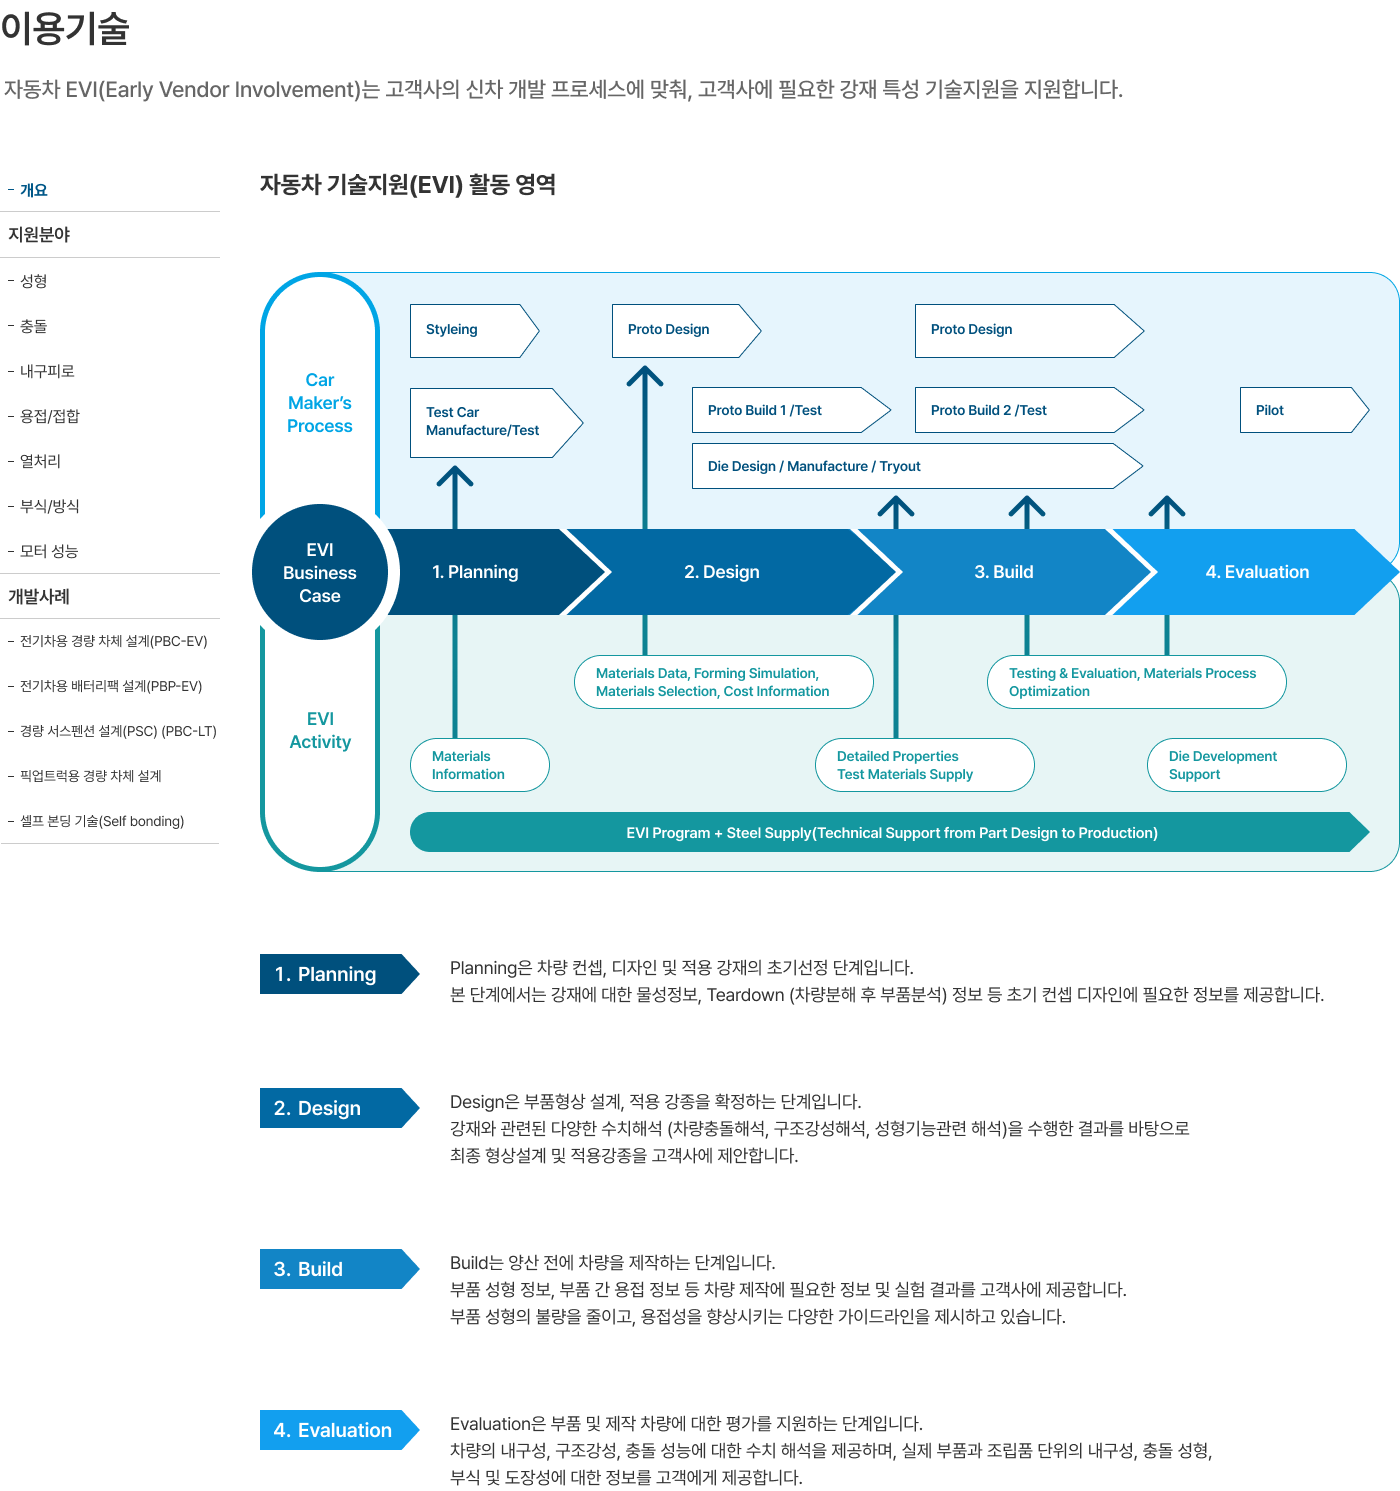 이용기술
자동차 EVI(Early Vendor Involvement)는 고객사의 신차 개발 프로세스에 맞춰, 고객사에 필요한 강재 특성 기술지원을 지원합니다.
- 개요
지원분야
- 성형
- 충돌
- 내구피로
- 용접/접합
- 열처리
- 부식/방식
- 모터 성능
개발사례
- 전기차용 경량 차체 설계(PBC-EV)
- 전기차용 배터리팩 설계(PBP-EV)
- 경량 서스펜션 설계(PSC) (PBC-LT)
- 픽업트럭용 경량 차체 설계
- 셀프 본딩 기술(Self bonding)
자동차 기술지원(EVI) 활동 영역
Car
Maker's
Process
Styleing
Proto Design
Proto Design
Test Car
Manufacture/Test
Proto Build 1 /Test
Proto Build 2 /Test
Pilot
Die Design / Manufacture / Tryout
EVI
Business
Case
1. Planning
2. Design
3. Build
4. Evaluation
EVI
Activity
Materials Data, Forming Simulation,
Materials Selection, Cost Information
Testing & Evaluation, Materials Process
Optimization
Materials
Information
Detailed Properties
Test Materials Supply
Die Development
Support
EVI Program + Steel Supply(Technical Support from Part Design to Production)
1. Planning
Planning은 차량 컨셉, 디자인 및 적용 강재의 초기선정 단계입니다.
본 단계에서는 강재에 대한 물성정보, Teardown (차량분해 후 부품분석) 정보 등 초기 컨셉 디자인에 필요한 정보를 제공합니다.
2. Design
Design은 부품형상 설계, 적용 강종을 확정하는 단계입니다.
강재와 관련된 다양한 수치해석 (차량충돌해석, 구조강성해석, 성형기능관련 해석)을 수행한 결과를 바탕으로
최종 형상설계 및 적용강종을 고객사에 제안합니다.
3. Build
Build는 양산 전에 차량을 제작하는 단계입니다.
부품 성형 정보, 부품 간 용접 정보 등 차량 제작에 필요한 정보 및 실험 결과를 고객사에 제공합니다.
부품 성형의 불량을 줄이고, 용접성을 향상시키는 다양한 가이드라인을 제시하고 있습니다.
4. Evaluation
Evaluation은 부품 및 제작 차량에 대한 평가를 지원하는 단계입니다.
차량의 내구성, 구조강성, 충돌 성능에 대한 수치 해석을 제공하며, 실제 부품과 조립품 단위의 내구성, 충돌 성형,
부식 및 도장성에 대한 정보를 고객에게 제공합니다.